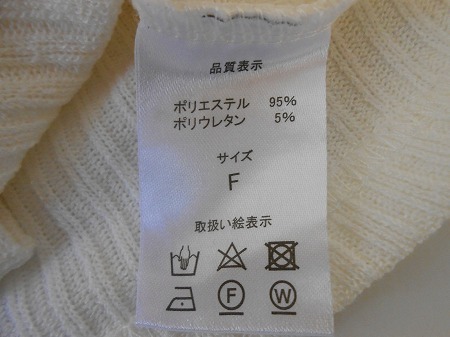 品質表示
ポリエステル 95%
ポリウレタン 5%
サイズ
F
取扱い絵表示
F W